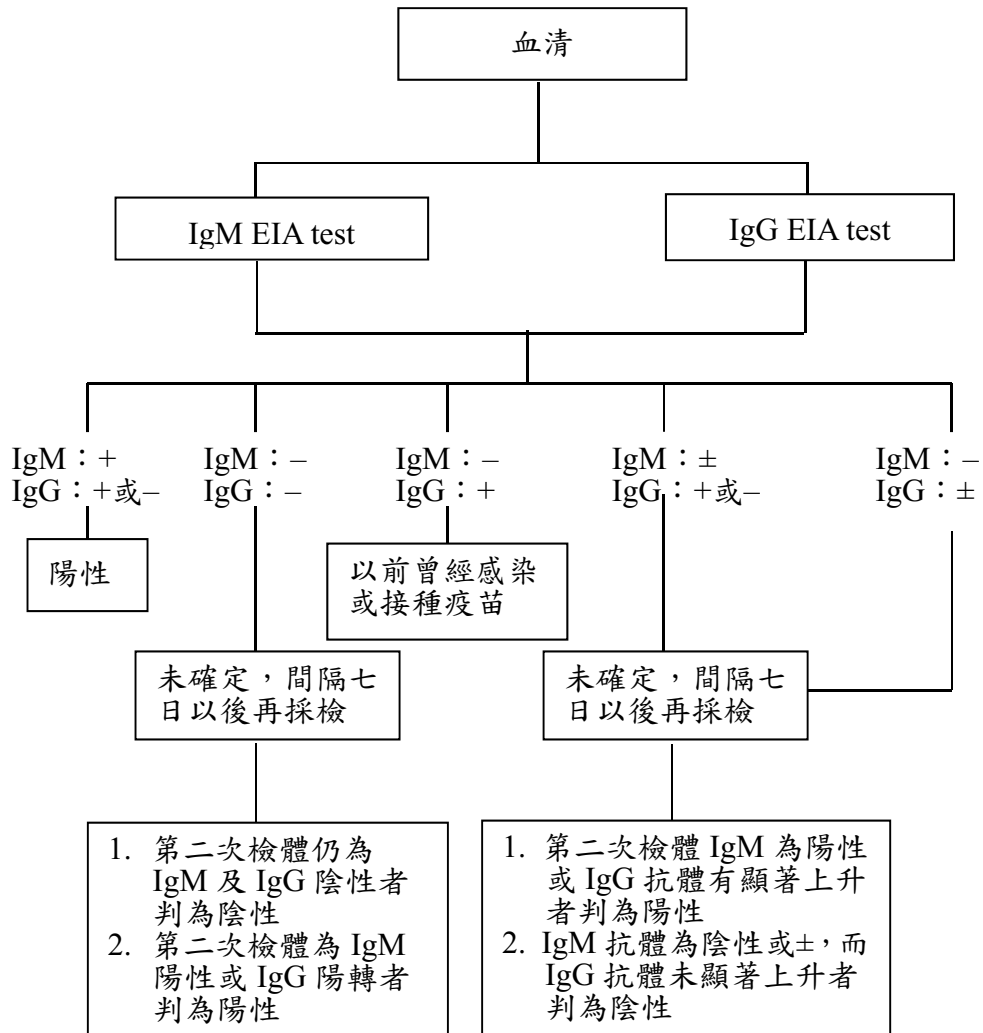 血清
IgM EIA test
IgG EIA test
IgM：+
IgG：+或–
IgM：–
IgG：–
IgM：–
IgG：+
IgM：±
IgG：+或–
IgM：–
IgG：±
陽性
以前曾經感染
或接種疫苗
未確定，間隔七
日以後再採檢
未確定，間隔七
日以後再採檢
1. 第二次檢體仍為
IgM 及 IgG 陰性者
判為陰性
2. 第二次檢體為 IgM
陽性或 IgG 陽轉者
判為陽性
1. 第二次檢體 IgM 為陽性
或 IgG 抗體有顯著上升
者判為陽性
2. IgM 抗體為陰性或±，而
IgG 抗體未顯著上升者
判為陰性